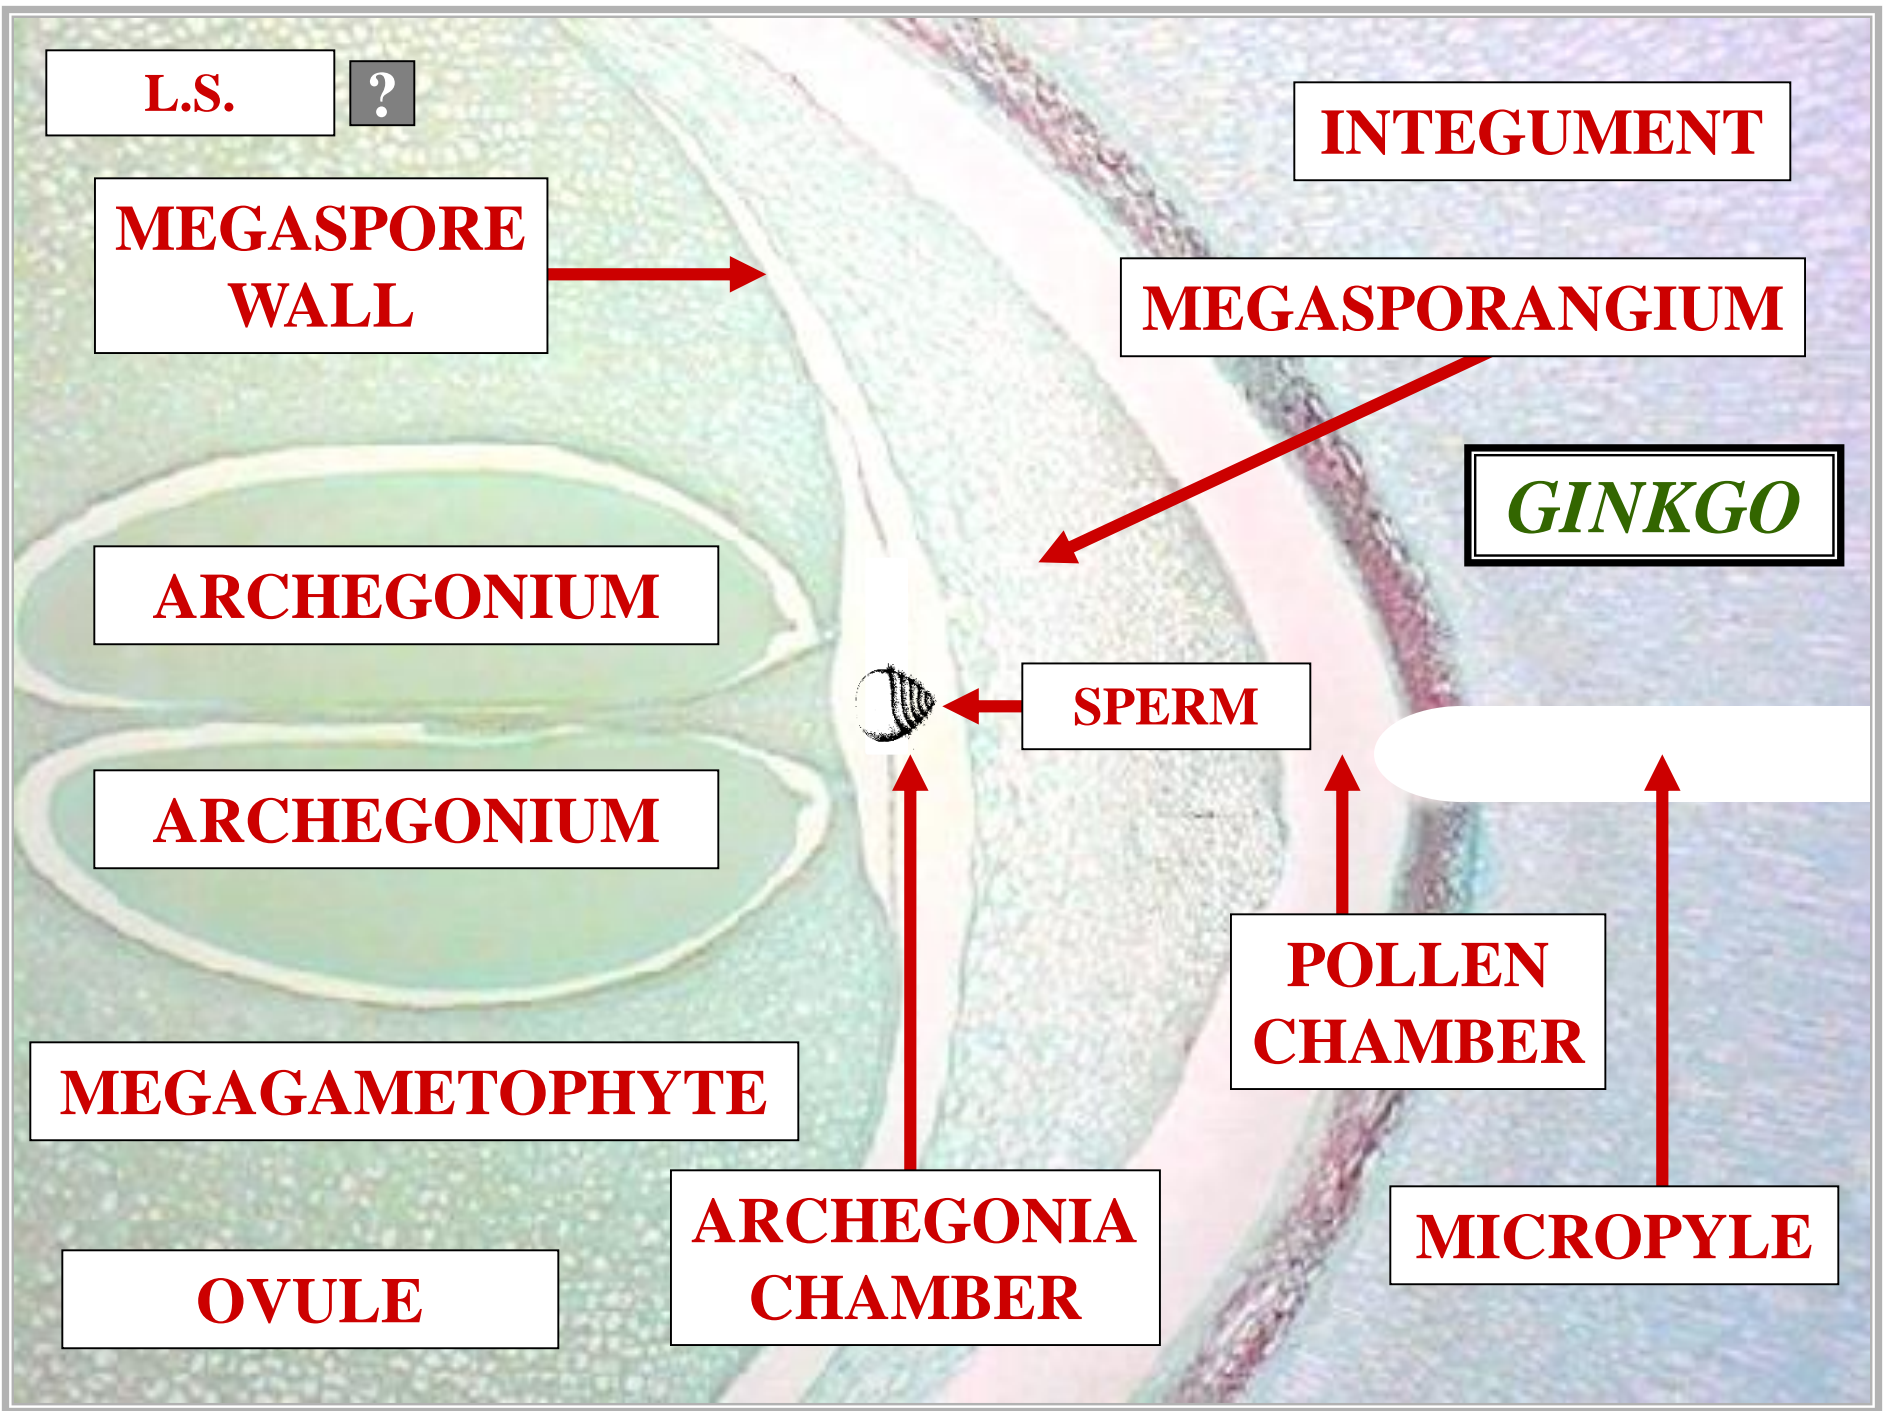 L.S.
?
INTEGUMENT
MEGASPORE
WALL
MEGASPORANGIUM
GINKGO
ARCHEGONIUM
SPERM
ARCHEGONIUM
POLLEN
CHAMBER
MEGAGAMETOPHYTE
ARCHEGONIA
CHAMBER
MICROPYLE
OVULE